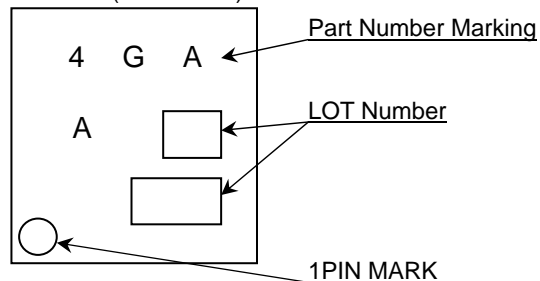 4 G A
Part Number Marking
A
LOT Number
1PIN MARK